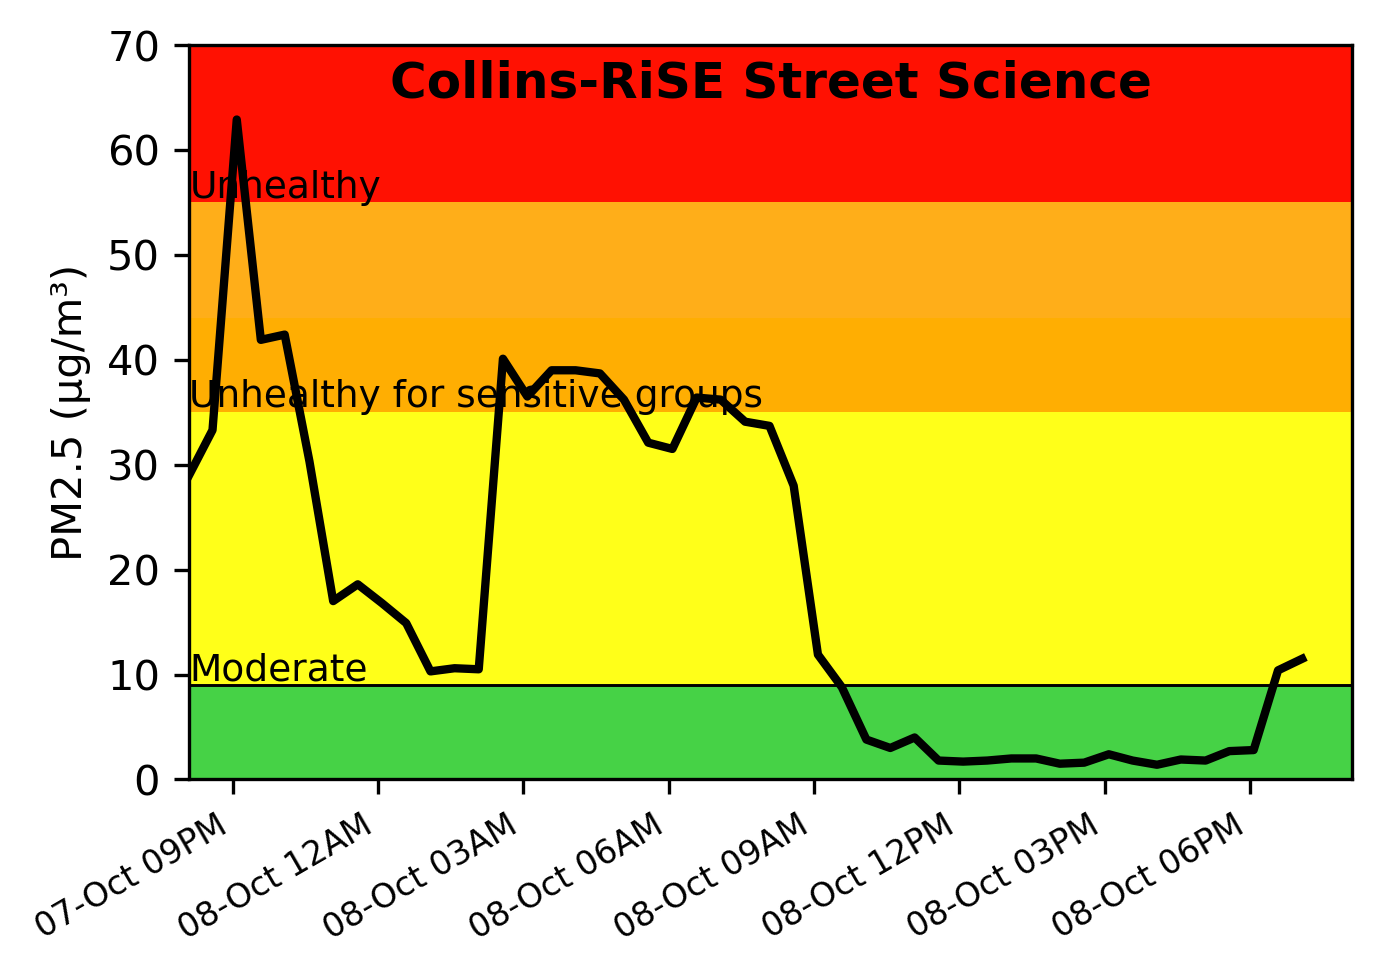 Collins-RiSE Street Science
70
60
50
40
30
20
10
0
PM2.5 (µg/m³)
Unhealthy
Unhealthy for sensitive groups
Moderate
07-Oct 09PM
08-Oct 12AM
08-Oct 03AM
08-Oct 06AM
08-Oct 09AM
08-Oct 12PM
08-Oct 03PM
08-Oct 06PM